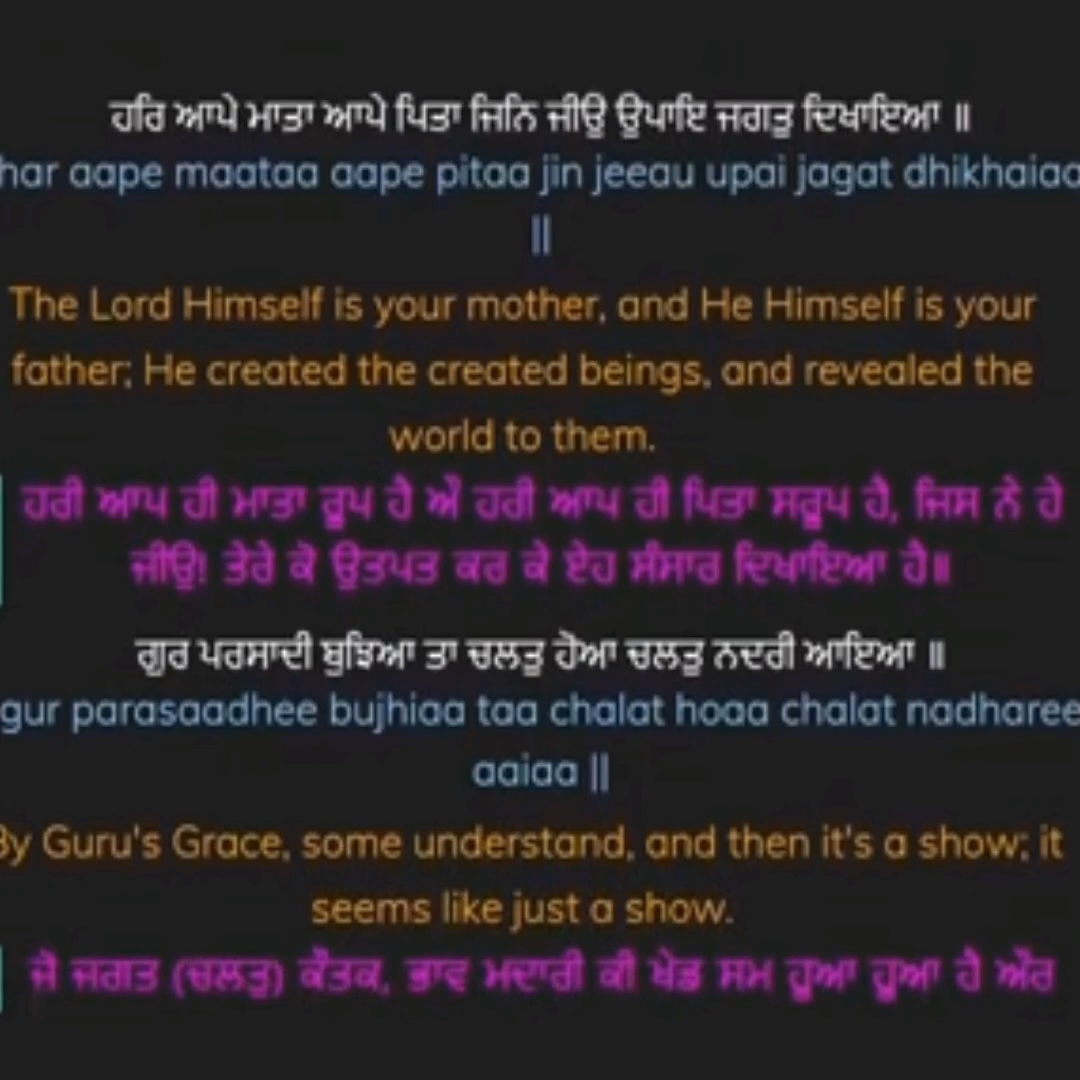 ਹਰਿ ਆਪੇ ਮਾਤਾ ਆਪੇ ਪਿਤਾ ਜਿਨਿ ਜੀਉ ਉਪਾਇ ਜਗਤੁ ਦਿਖਾਇਆ ॥
har aape maataa aape pitaa jin jeeau upai jagat dhikhaiaa
||
The Lord Himself is your mother, and He Himself is your
father; He created the created beings, and revealed the
world to them.
ਹਰੀ ਆਪ ਹੀ ਮਾਤਾ ਰੂਪ ਹੈ ਔ ਹਰੀ ਆਪ ਹੀ ਪਿਤਾ ਸਰੂਪ ਹੈ, ਜਿਸ ਨੇ ਹੇ
ਜੀਉ! ਤੇਰੇ ਕੋ ਉਤਪਤ ਕਰ ਕੇ ਏਹ ਸੰਸਾਰ ਦਿਖਾਇਆ ਹੈ॥
ਗੁਰ ਪਰਸਾਦੀ ਬੁਝਿਆ ਤਾ ਚਲਤੁ ਹੋਆ ਚਲਤੁ ਨਦਰੀ ਆਇਆ ॥
gur parasaadhee bujhiaa taa chalat hoaa chalat nadharee
aaiaa ||
By Guru's Grace, some understand, and then it's a show; it
seems like just a show.
ਜੋ ਜਗਤ (ਚਲਤੁ) ਕੌਤਕ, ਭਾਵ ਮਦਾਰੀ ਕੀ ਖੇਡ ਸਮ ਹੂਆ ਹੂਆ ਹੈ ਔਰ